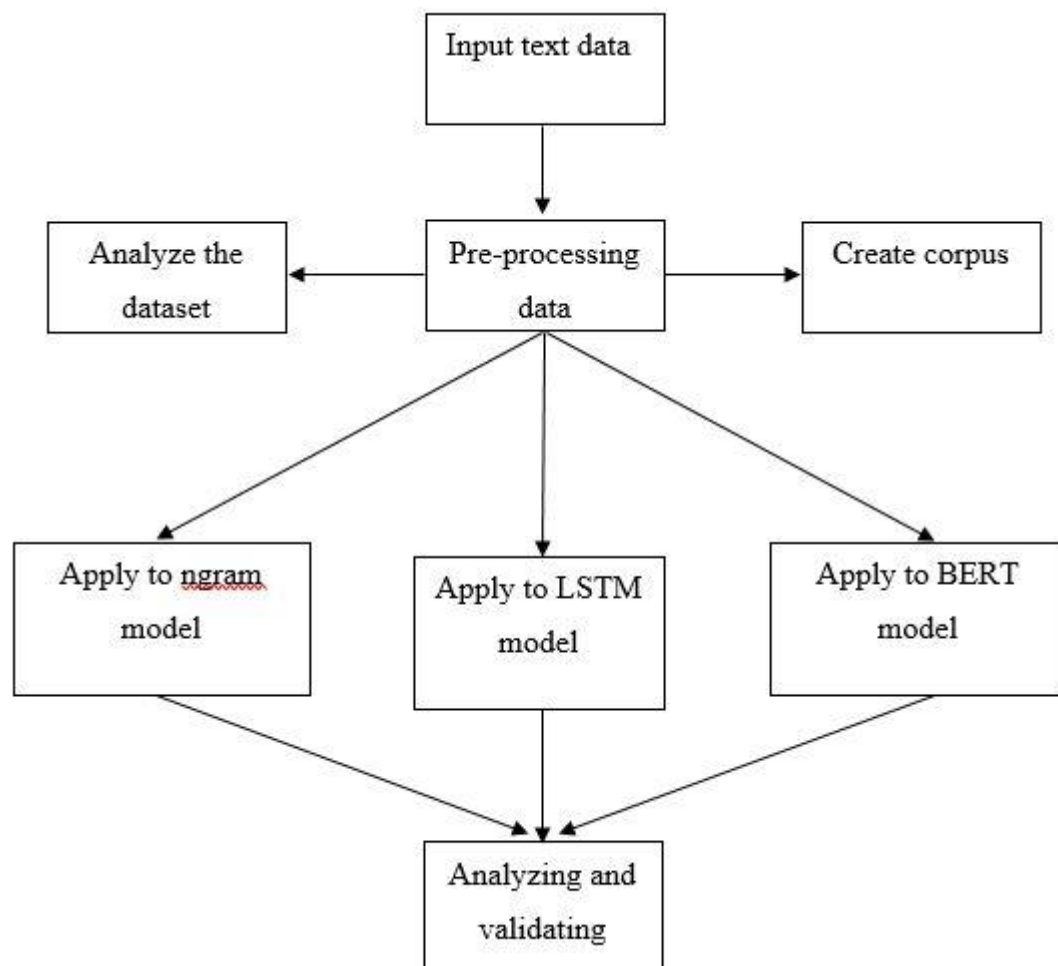 Input text data
Analyze the
dataset
Pre-processing
data
Create corpus
Apply to ngram
model
Apply to LSTM
model
Apply to BERT
model
Analyzing and
validating